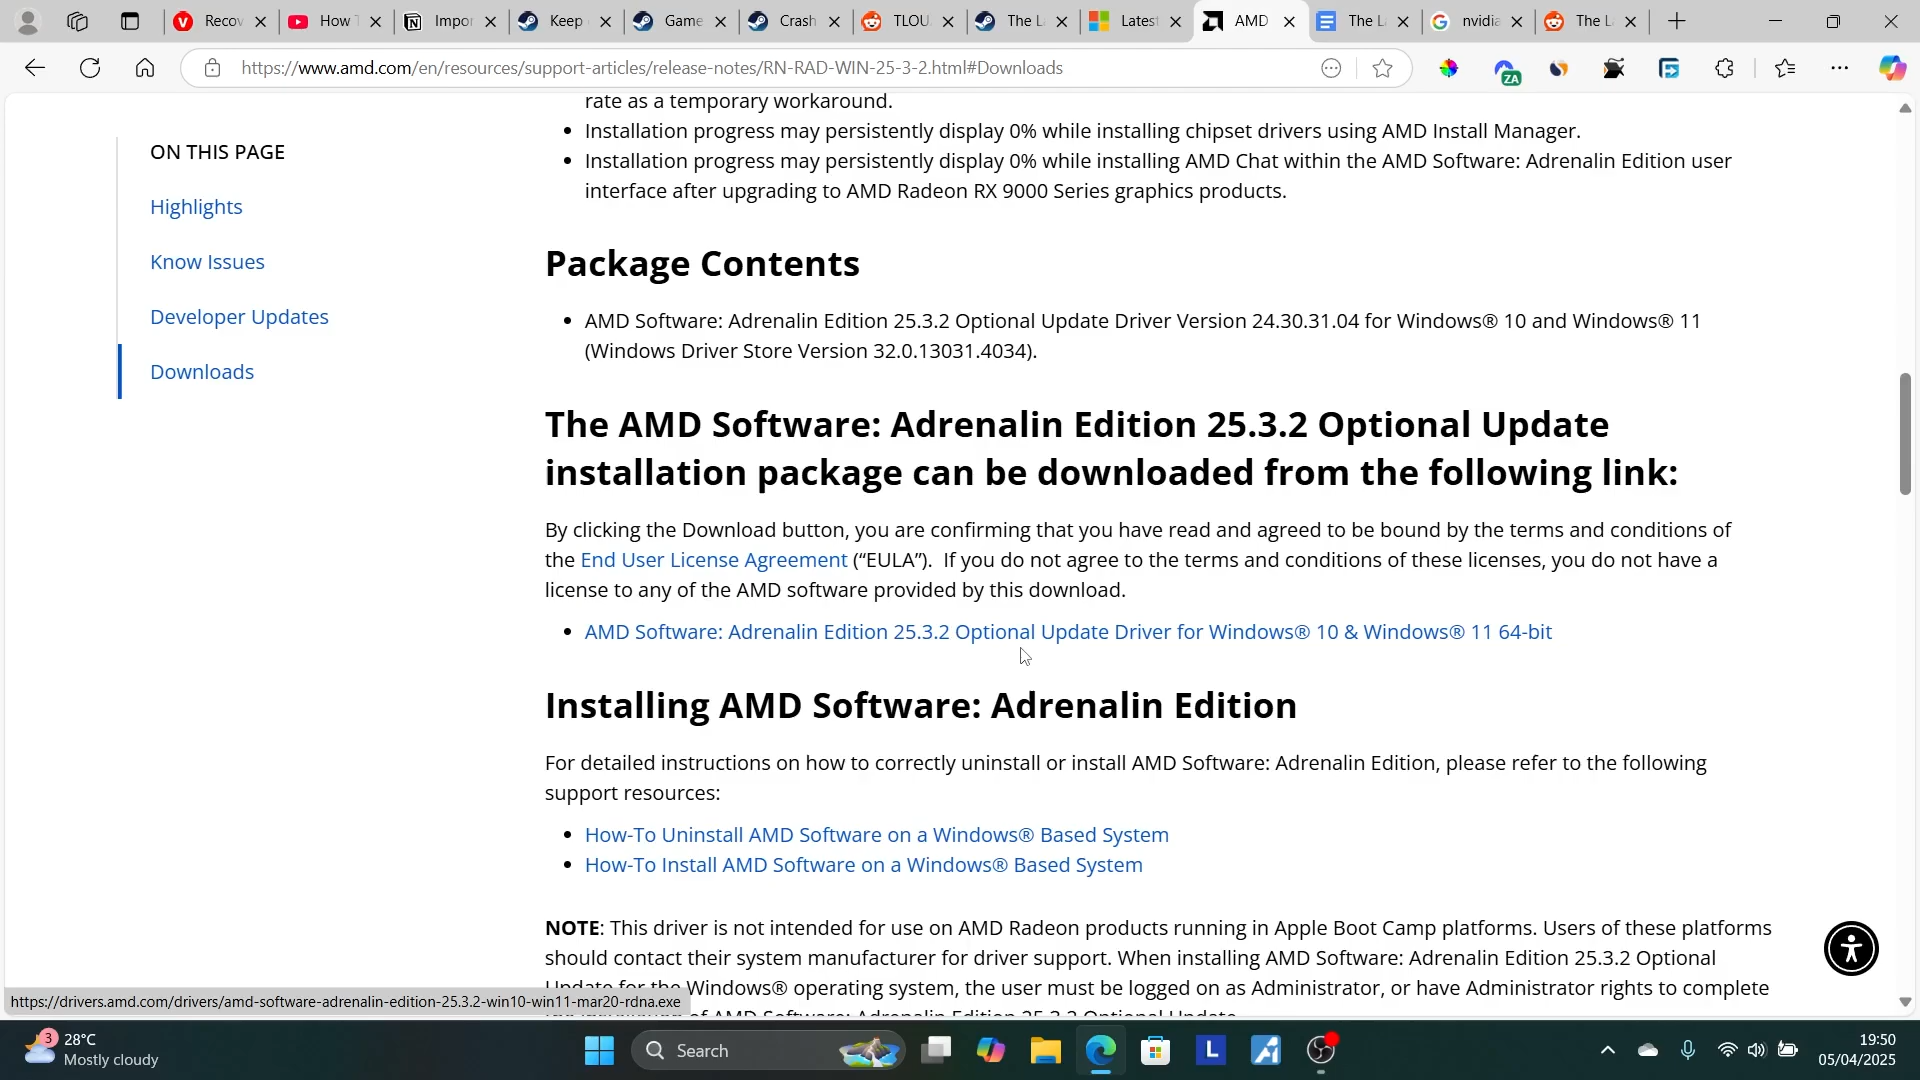 Recov
How T
Impor
Keep
Game
Crash
TLOU
The L
Latest
AMD
The L
nvidia
The L
https://www.amd.com/en/resources/support-articles/release-notes/RN-RAD-WIN-25-3-2.html#Downloads
ZA
rate as a temporary workaround.
• Installation progress may persistently display 0% while installing chipset drivers using AMD Install Manager.
• Installation progress may persistently display 0% while installing AMD Chat within the AMD Software: Adrenalin Edition user
interface after upgrading to AMD Radeon RX 9000 Series graphics products.
ON THIS PAGE
Highlights
Know Issues
Developer Updates
Downloads
Package Contents
• AMD Software: Adrenalin Edition 25.3.2 Optional Update Driver Version 24.30.31.04 for Windows® 10 and Windows® 11
(Windows Driver Store Version 32.0.13031.4034).
The AMD Software: Adrenalin Edition 25.3.2 Optional Update
installation package can be downloaded from the following link:
By clicking the Download button, you are confirming that you have read and agreed to be bound by the terms and conditions of
the End User License Agreement (“EULA”).  If you do not agree to the terms and conditions of these licenses, you do not have a
license to any of the AMD software provided by this download.
• AMD Software: Adrenalin Edition 25.3.2 Optional Update Driver for Windows® 10 & Windows® 11 64-bit
Installing AMD Software: Adrenalin Edition
For detailed instructions on how to correctly uninstall or install AMD Software: Adrenalin Edition, please refer to the following
support resources:
• How-To Uninstall AMD Software on a Windows® Based System
• How-To Install AMD Software on a Windows® Based System
NOTE: This driver is not intended for use on AMD Radeon products running in Apple Boot Camp platforms. Users of these platforms
should contact their system manufacturer for driver support. When installing AMD Software: Adrenalin Edition 25.3.2 Optional
Update for the Windows® operating system, the user must be logged on as Administrator, or have Administrator rights to complete
of AMD Software: Adrenalin Edition 25.3.2 Optional Update.
https://drivers.amd.com/drivers/amd-software-adrenalin-edition-25.3.2-win10-win11-mar20-rdna.exe
3
28°C
Mostly cloudy
Search
L
19:50
05/04/2025